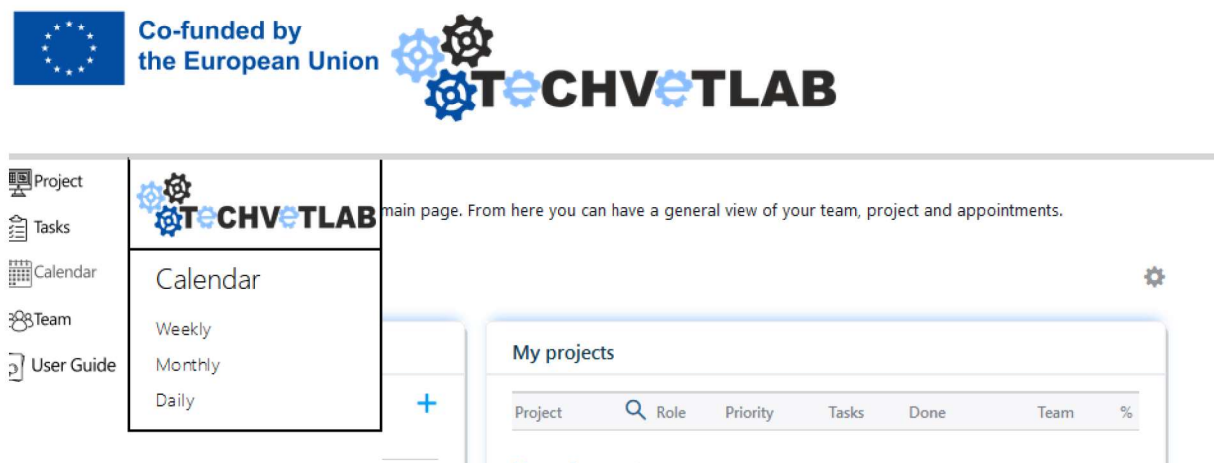 Co-funded by
the European Union
TeCHVeTLAB
Project
Tasks
Calendar
Team
User Guide
TeCHVeTLAB
Calendar
Weekly
Monthly
Daily
main page. From here you can have a general view of your team, project and appointments.
My projects
Project Role Priority Tasks Done Team %